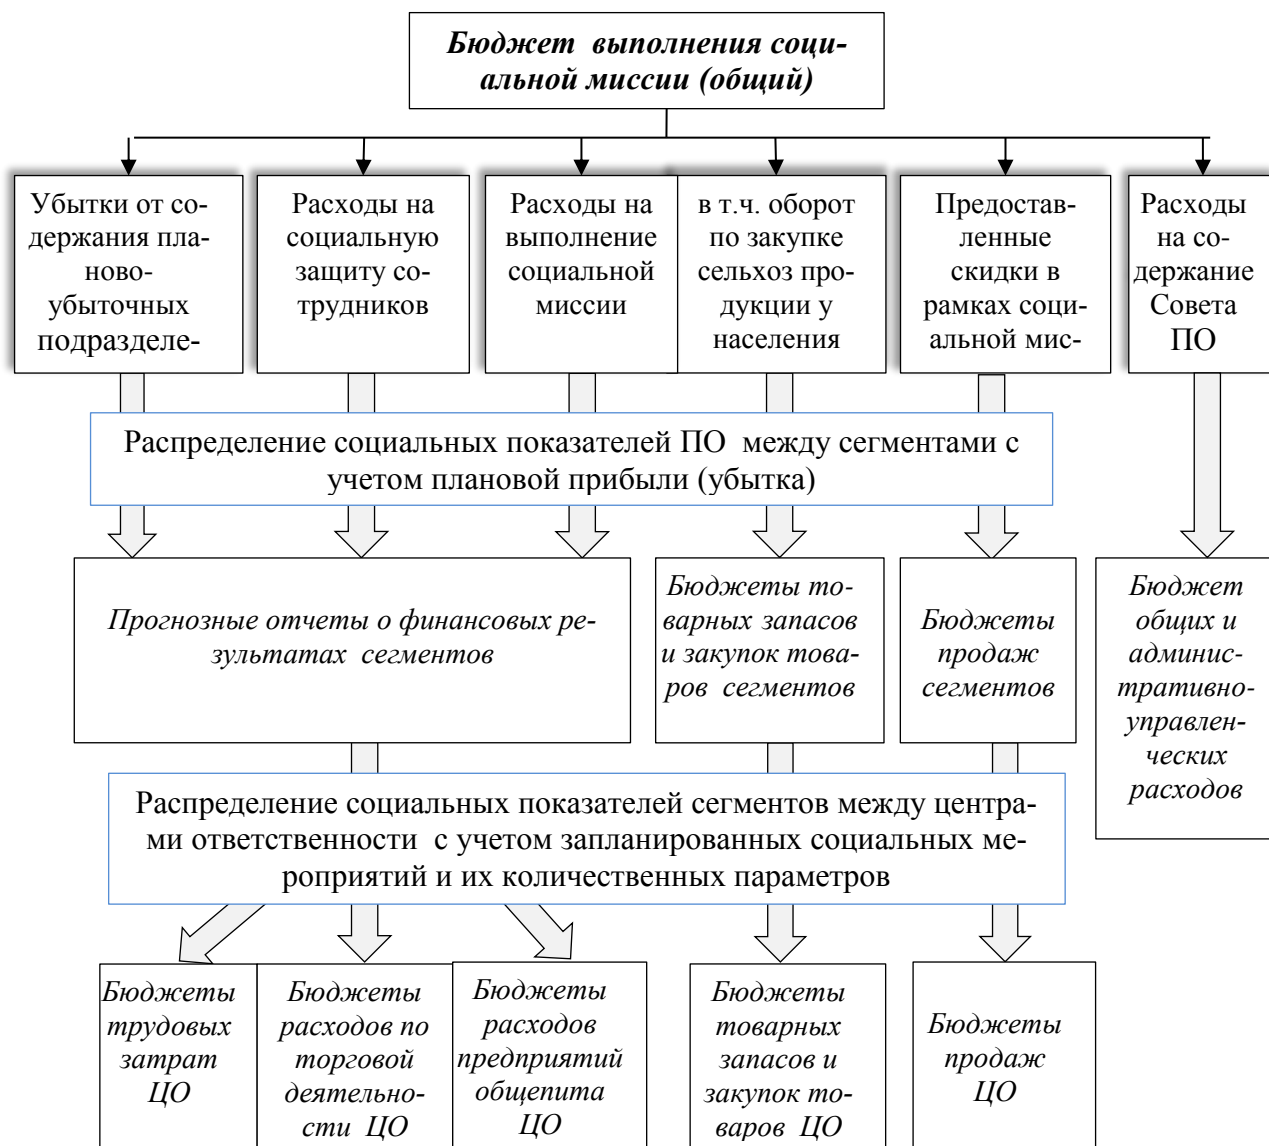 Бюджет выполнения соци-
альной миссии (общий)
Убытки от со-
держания пла-
ново-
убыточных
подразделе-
Расходы на
социальную
защиту со-
трудников
Расходы на
выполнение
социальной
миссии
в т.ч. оборот
по закупке
сельхоз про-
дукции у
населения
Предостав-
ленные
скидки в
рамках соци-
альной мис-
Расходы
на со-
держание
Совета
ПО
Распределение социальных показателей ПО между сегментами с
учетом плановой прибыли (убытка)
Прогнозные отчеты о финансовых ре-
зультатах сегментов
Бюджеты то-
варных запасов
и закупок това-
ров сегментов
Бюджеты
продаж
сегментов
Бюджет
общих и
админис-
тративно-
управлен-
ческих
расходов
Распределение социальных показателей сегментов между центра-
ми ответственности с учетом запланированных социальных ме-
роприятий и их количественных параметров
Бюджеты
трудовых
затрат
ЦО
Бюджеты
расходов по
торговой
деятельно-
сти ЦО
Бюджеты
расходов
предприятий
общепита
ЦО
Бюджеты
товарных
запасов и
закупок то-
варов ЦО
Бюджеты
продаж
ЦО